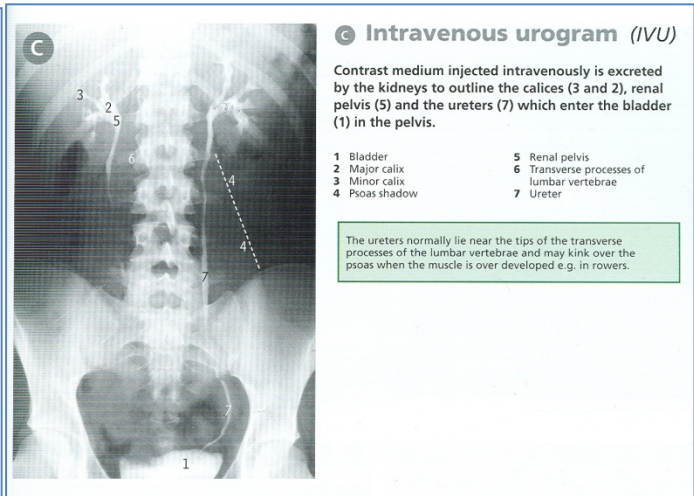 C
3
2
5
6
4
4
7
7
1
C Intravenous urogram (IVU)
Contrast medium injected intravenously is excreted
by the kidneys to outline the calices (3 and 2), renal
pelvis (5) and the ureters (7) which enter the bladder
(1) in the pelvis.
1 Bladder
2 Major calix
3 Minor calix
4 Psoas shadow
5 Renal pelvis
6 Transverse processes of
lumbar vertebrae
7 Ureter
The ureters normally lie near the tips of the transverse
processes of the lumbar vertebrae and may kink over the
psoas when the muscle is over developed e.g. in rowers.